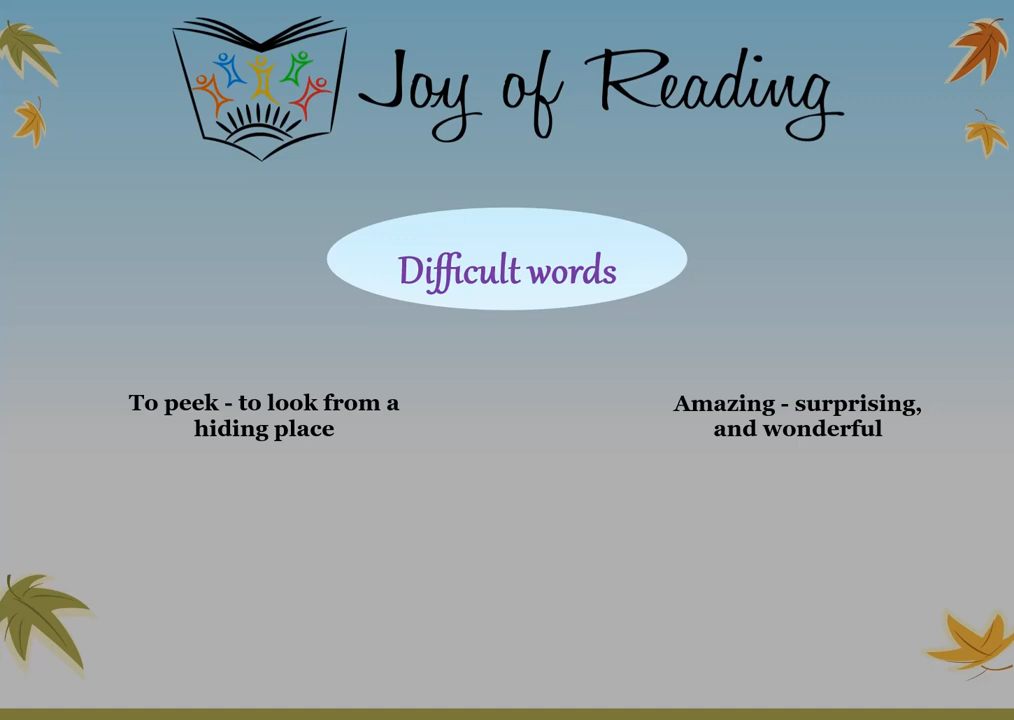 Joy of Reading
Difficult words
To peek - to look from a
hiding place
Amazing - surprising,
and wonderful